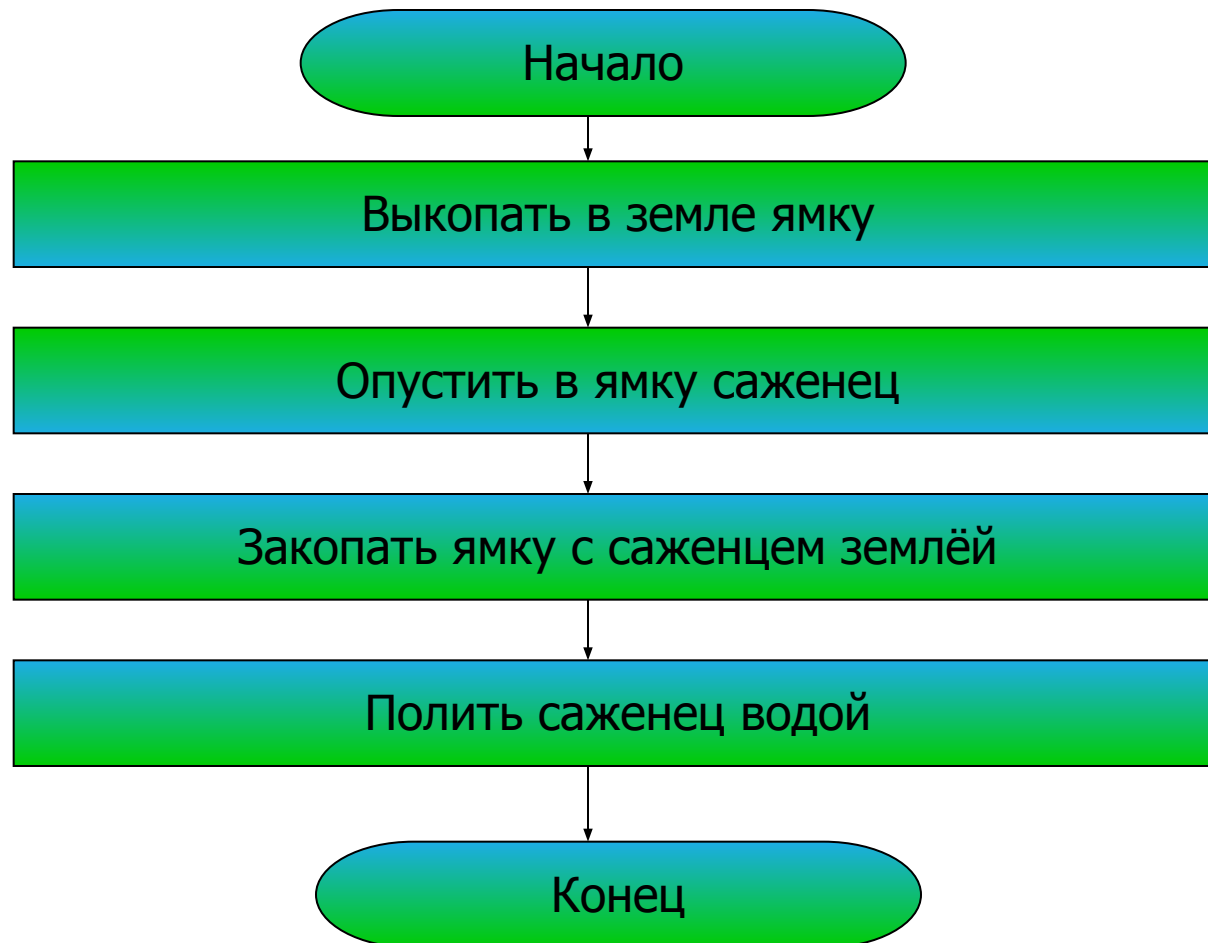 Начало
Выкопать в земле ямку
Опустить в ямку саженец
Закопать ямку с саженцем землёй
Полить саженец водой
Конец